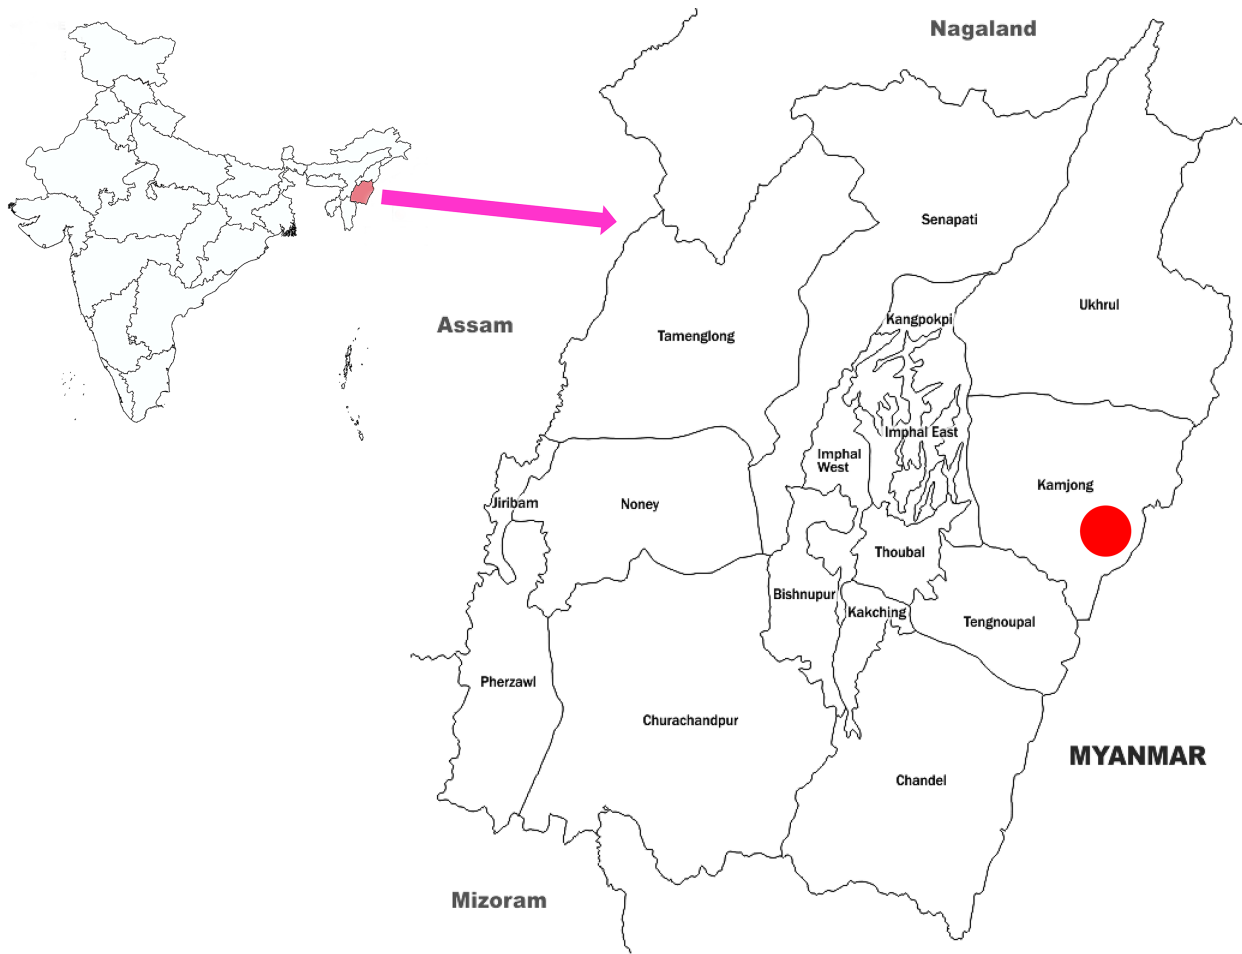 Nagaland
Senapati
Ukhrul
Kangpokpi
Assam
Tamenglong
Imphal East
Imphal
West
Kamjong
Jiribam
Noney
Thoubal
Bishnupur
Kakching
Tengnoupal
Pherzawl
Churachandpur
MYANMAR
Chandel
Mizoram